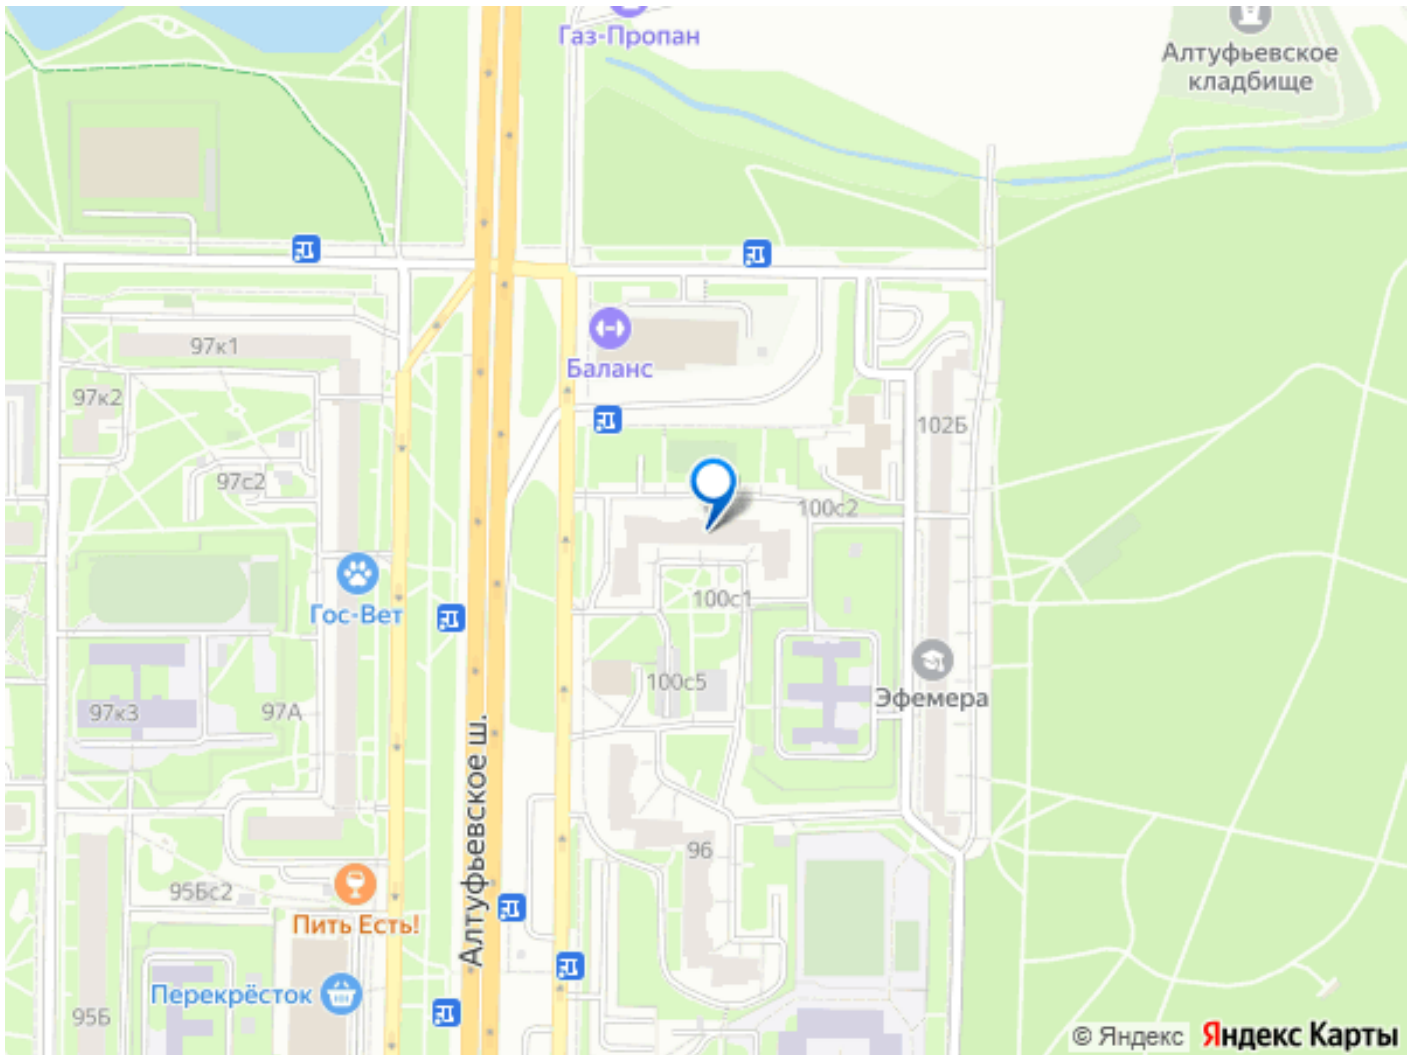 Газ-Пропан
Алтуфьевское
кладбище
97к1
Баланс
97к2
102Б
97с2
100с2
Гос-Вет
100с1
100с5
Эфемера
97к3
97А
Алтуфьевское ш.
96
95Бс2
Пить Есть!
Перекрёсток
95Б
© Яндекс Яндекс Карты